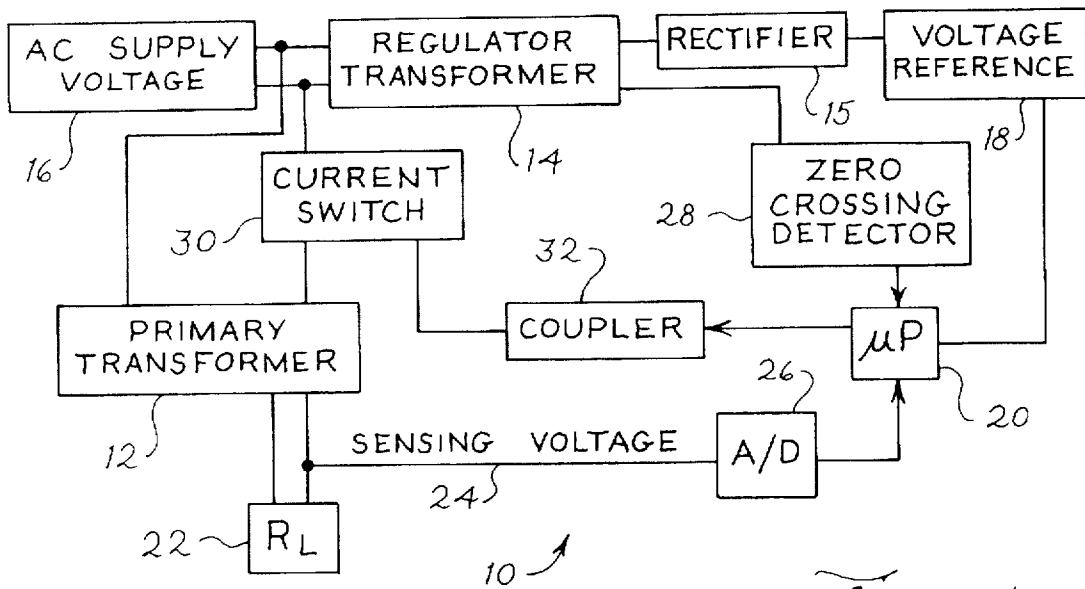 AC SUPPLY
VOLTAGE
16
REGULATOR
TRANSFORMER
14
RECTIFIER
15
VOLTAGE
REFERENCE
18
CURRENT
SWITCH
30
ZERO
CROSSING
DETECTOR
28
PRIMARY
TRANSFORMER
12
COUPLER
32
μP
20
SENSING VOLTAGE
24
A/D
26
RL
22
10